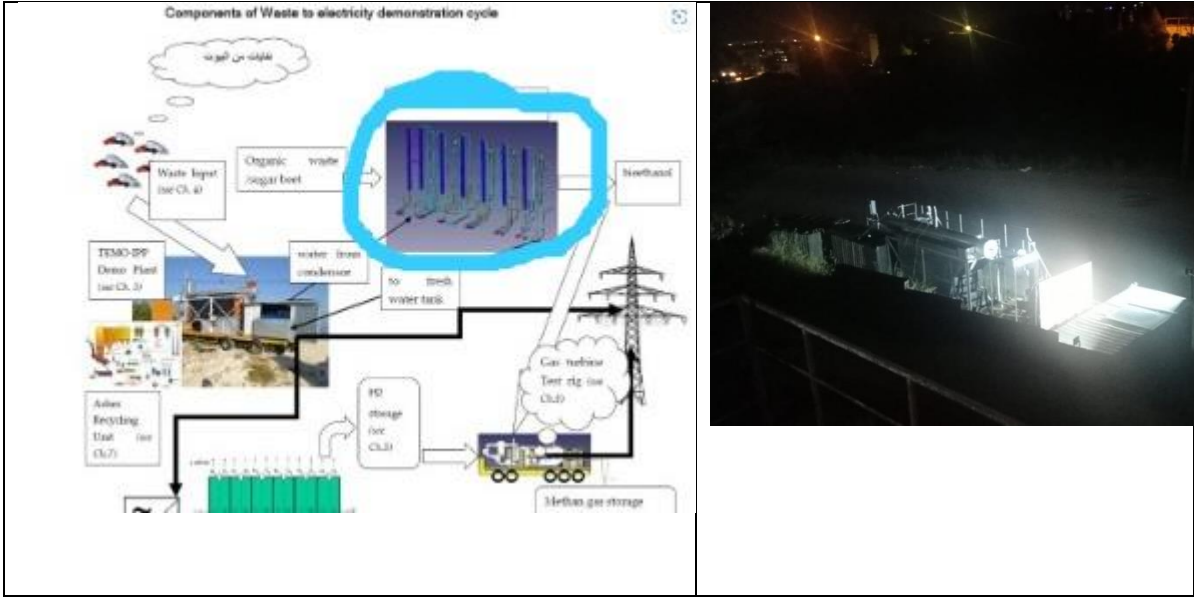 Components of Waste to electricity demonstration cycle
نفايات من البيوت
Organic waste
/sugar beet
bioethanol
Waste Input
(see Ch. 4)
TEMO-IPP
Demo Plant
(see Ch. 3)
water from
condensor
to fresh
water tank
Gas turbine
Test rig (see
Ch.8)
Ashes
Recycling
Unit (see
Ch.7)
H2
storage
(see
Ch.5)
Methan gas storage